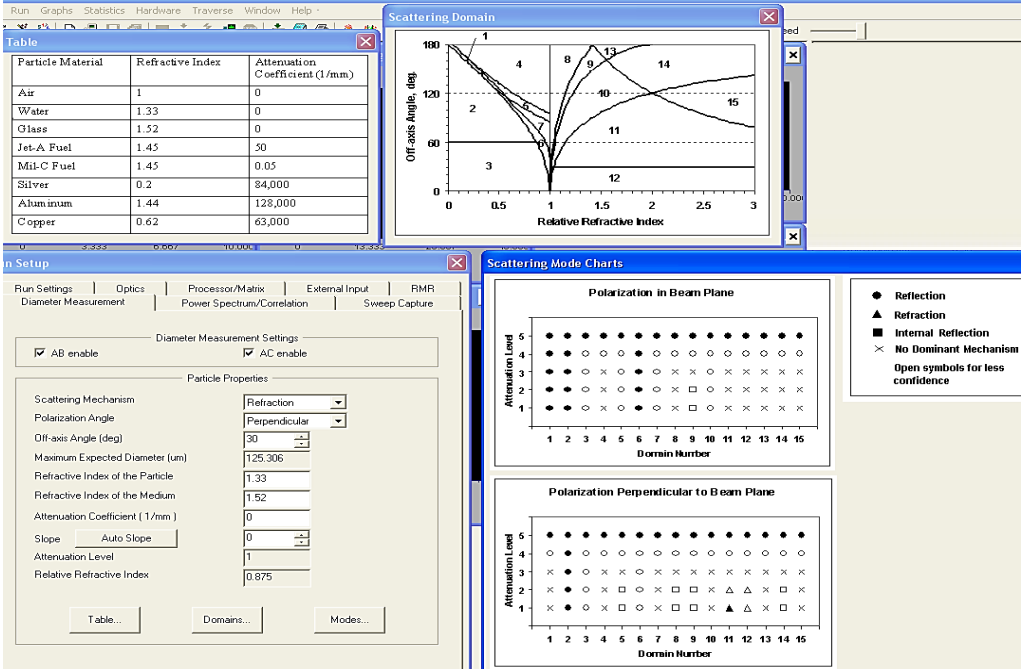 Run Graphs Statistics Hardware Traverse Window Help
Scattering Domain
Table
Particle Material Refractive Index Attenuation Coefficient (1/mm)
Air 1 0
Water 1.33 0
Glass 1.52 0
Jet-A Fuel 1.45 50
Mil-C Fuel 1.45 0.05
Silver 0.2 84,000
Aluminum 1.44 128,000
Copper 0.62 63,000
Off-axis Angle, deg.
180
120
60
0
1 4 8 13 9 14
2 5 10 15
7 6 11
3 12
0 0.5 1 1.5 2 2.5 3
Relative Refractive Index
0 3.333 6.667 10.000 0 13.333
n Setup
Run Settings Optics Processor/Matrix External Input RMR
Diameter Measurement Power Spectrum/Correlation Sweep Capture
Diameter Measurement Settings
AB enable AC enable
Particle Properties
Scattering Mechanism Refraction
Polarization Angle Perpendicular
Off-axis Angle (deg) 30
Maximum Expected Diameter (um) 125.306
Refractive Index of the Particle 1.33
Refractive Index of the Medium 1.52
Attenuation Coefficient ( 1/mm ) 0
Slope Auto Slope 0
Attenuation Level 1
Relative Refractive Index 0.875
Table... Domains... Modes...
Scattering Mode Charts
Polarization in Beam Plane
Attenuation Level
5
4
3
2
1
1 2 3 4 5 6 7 8 9 10 11 12 13 14 15
Domain Number
Polarization Perpendicular to Beam Plane
Attenuation Level
5
4
3
2
1
1 2 3 4 5 6 7 8 9 10 11 12 13 14 15
Domain Number
Reflection
Refraction
Internal Reflection
No Dominant Mechanism
Open symbols for less
confidence